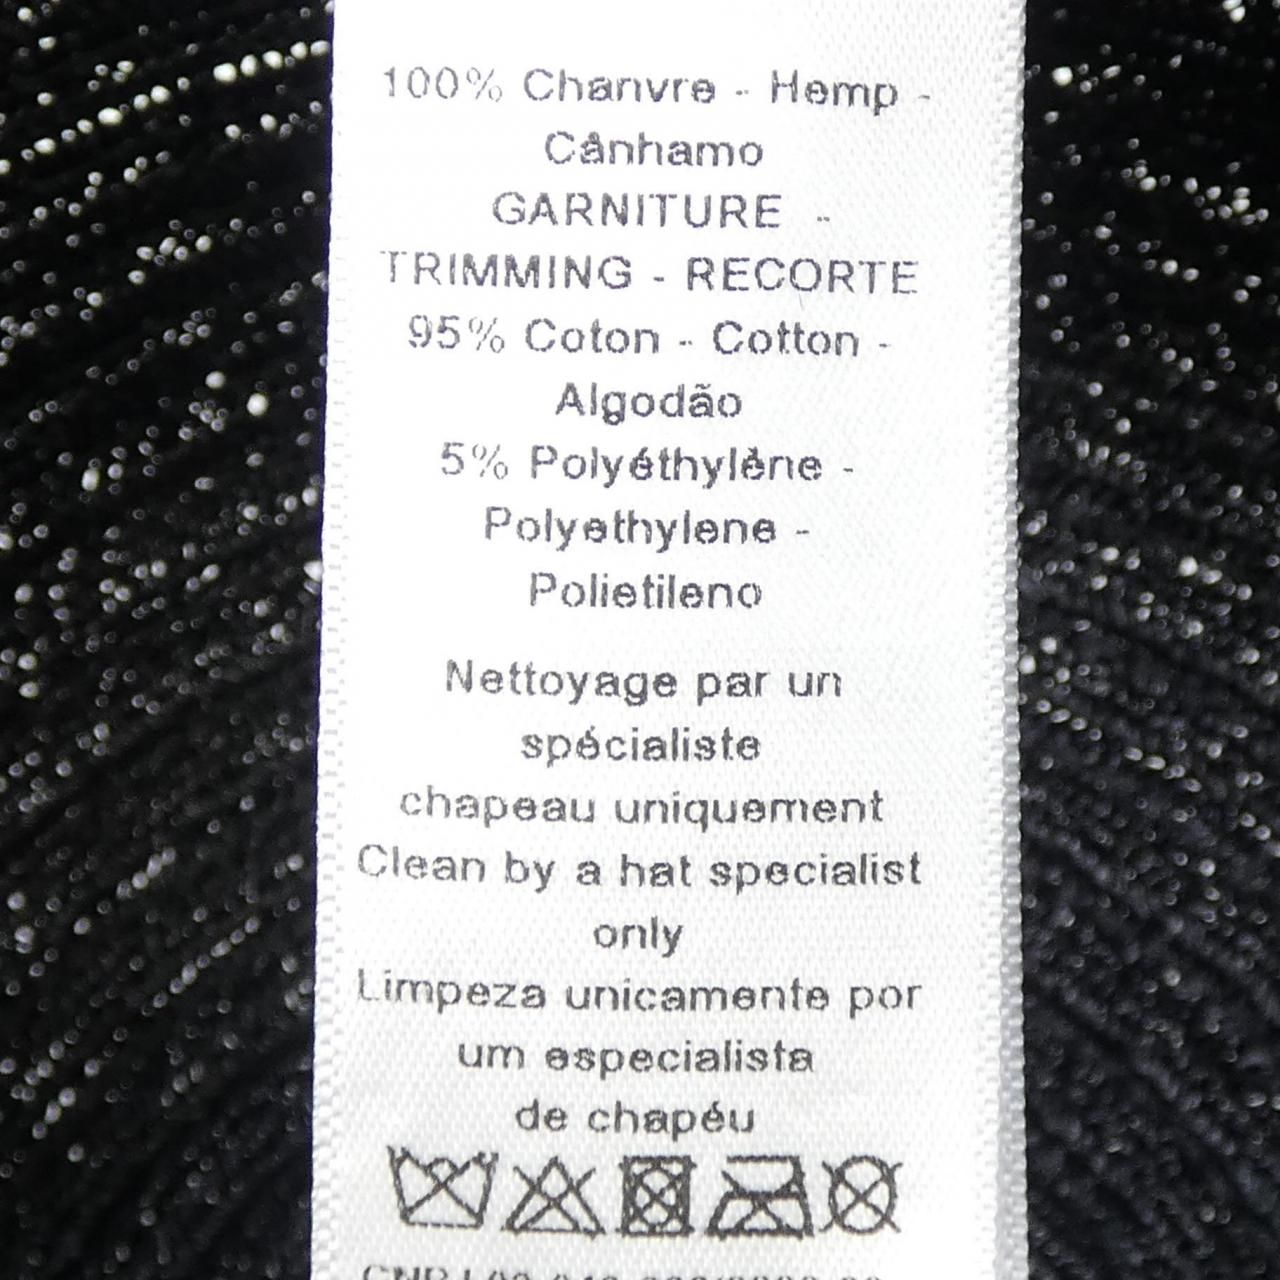 100% Chanvre - Hemp -
Cânhamo
GARNITURE -
TRIMMING - RECORTE
95% Coton - Cotton -
Algodão
5% Polyéthylène -
Polyethylene -
Polietileno
Nettoyage par un
spécialiste
chapeau uniquement
Clean by a hat specialist
only
Limpeza unicamente por
um especialista
de chapéu